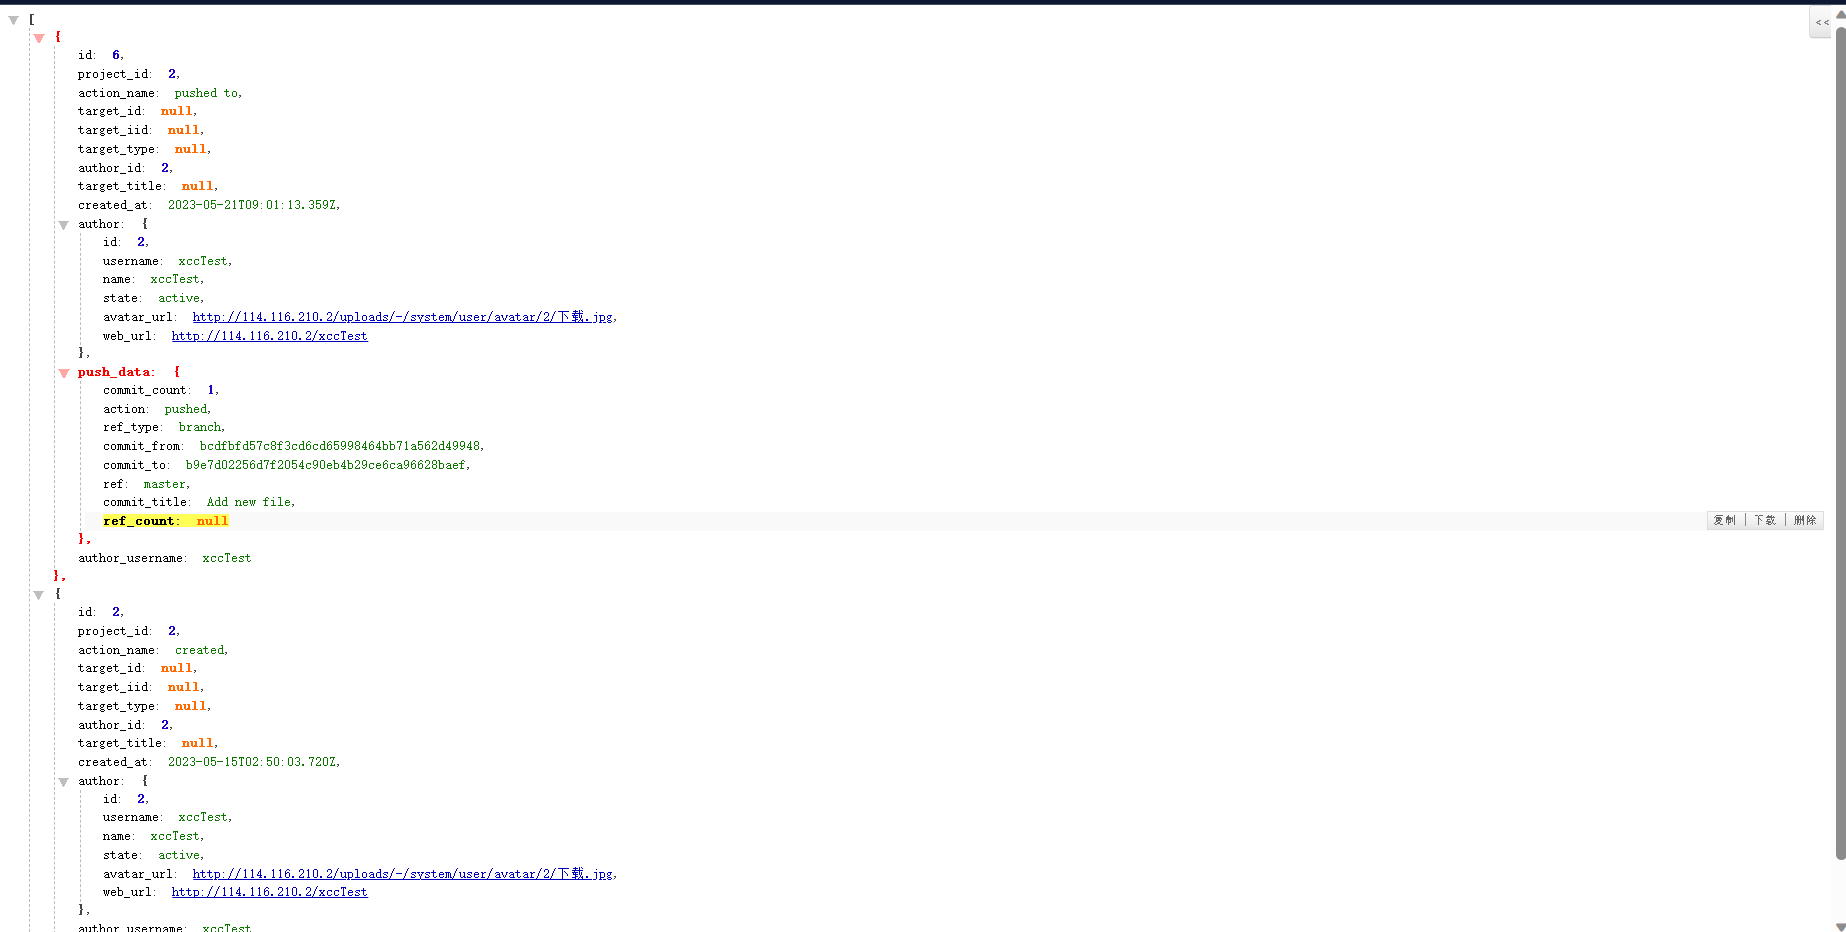 [
<<
{
id: 6,
project_id: 2,
action_name: pushed to,
target_id: null,
target_iid: null,
target_type: null,
author_id: 2,
target_title: null,
created_at: 2023-05-21T09:01:13.359Z,
author: {
id: 2,
username: xccTest,
name: xccTest,
state: active,
avatar_url: http://114.116.210.2/uploads/-/system/user/avatar/2/下载.jpg,
web_url: http://114.116.210.2/xccTest
},
push_data: {
commit_count: 1,
action: pushed,
ref_type: branch,
commit_from: bcdfbfd57c8f3cd6cd65998464bb71a562d49948,
commit_to: b9e7d02256d7f2054c90eb4b29ce6ca96628baef,
ref: master,
commit_title: Add new file,
ref_count: null
复制 | 下载 | 删除
},
author_username: xccTest
},
{
id: 2,
project_id: 2,
action_name: created,
target_id: null,
target_iid: null,
target_type: null,
author_id: 2,
target_title: null,
created_at: 2023-05-15T02:50:03.720Z,
author: {
id: 2,
username: xccTest,
name: xccTest,
state: active,
avatar_url: http://114.116.210.2/uploads/-/system/user/avatar/2/下载.jpg,
web_url: http://114.116.210.2/xccTest
},
author_username: xccTest